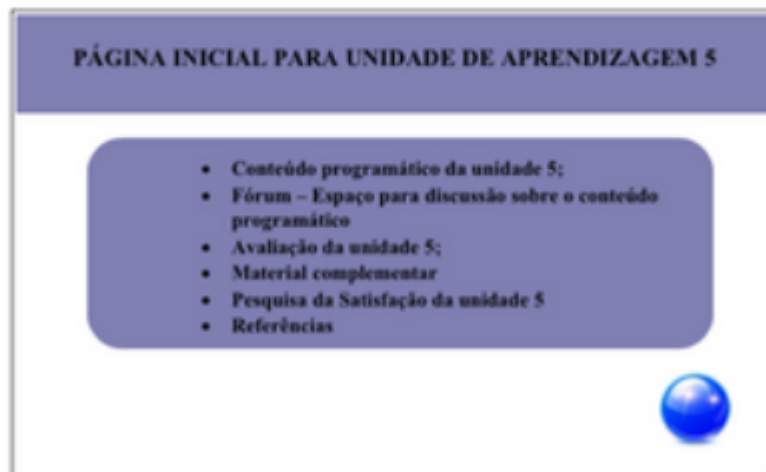 PÁGINA INICIAL PARA UNIDADE DE APRENDIZAGEM 5
• Conteúdo programático da unidade 5;
• Fórum – Espaço para discussão sobre o conteúdo
programático
• Avaliação da unidade 5;
• Material complementar
• Pesquisa da Satisfação da unidade 5
• Referências